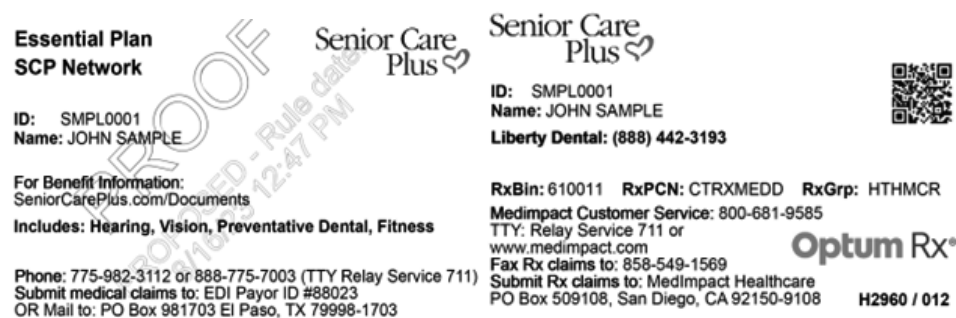 Essential Plan
SCP Network
Senior Care
Plus
ID: SMPL0001
Name: JOHN SAMPLE
For Benefit Information:
SeniorCarePlus.com/Documents
Includes: Hearing, Vision, Preventative Dental, Fitness
Phone: 775-982-3112 or 888-775-7003 (TTY Relay Service 711)
Submit medical claims to: EDI Payor ID #88023
OR Mail to: PO Box 981703 El Paso, TX 79998-1703
PROOF
PROPOSED - Rule date:
12:47 PM
Senior Care
Plus
ID: SMPL0001
Name: JOHN SAMPLE
Liberty Dental: (888) 442-3193
RxBin: 610011 RxPCN: CTRXMEDD RxGrp: HTHMCR
Medimpact Customer Service: 800-681-9585
TTY: Relay Service 711 or
www.medimpact.com
Fax Rx claims to: 858-549-1569
Submit Rx claims to: MedImpact Healthcare
PO Box 509108, San Diego, CA 92150-9108
Optum Rx®
H2960 / 012